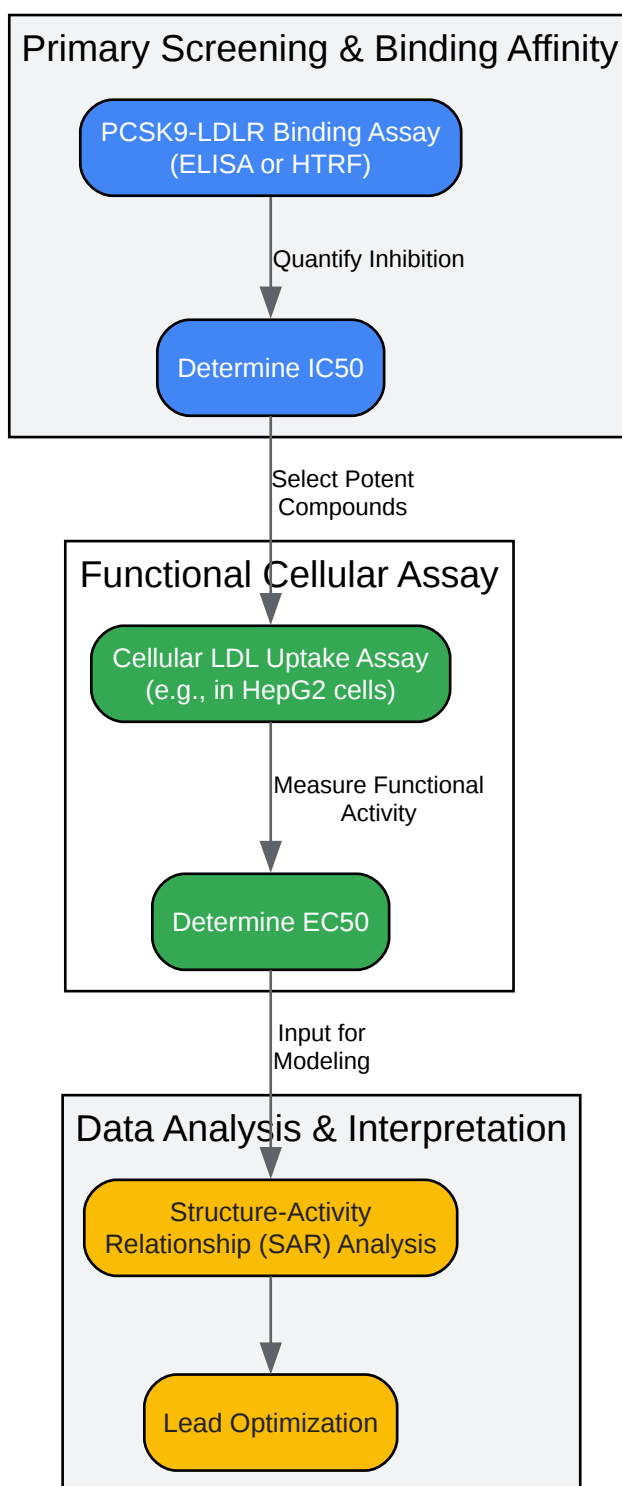 Primary Screening & Binding Affinity
PCSK9-LDLR Binding Assay
(ELISA or HTRF)
Quantify Inhibition
Determine IC50
Select Potent
Compounds
Functional Cellular Assay
Cellular LDL Uptake Assay
(e.g., in HepG2 cells)
Measure Functional
Activity
Determine EC50
Input for
Modeling
Data Analysis & Interpretation
Structure-Activity
Relationship (SAR) Analysis
Lead Optimization